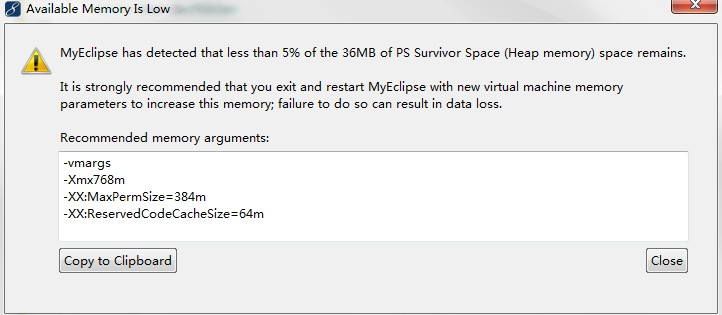 Available Memory Is Low
MyEclipse has detected that less than 5% of the 36MB of PS Survivor Space (Heap memory) space remains.
It is strongly recommended that you exit and restart MyEclipse with new virtual machine memory
parameters to increase this memory; failure to do so can result in data loss.
Recommended memory arguments:
-vmargs
-Xmx768m
-XX:MaxPermSize=384m
-XX:ReservedCodeCacheSize=64m
Copy to Clipboard
Close